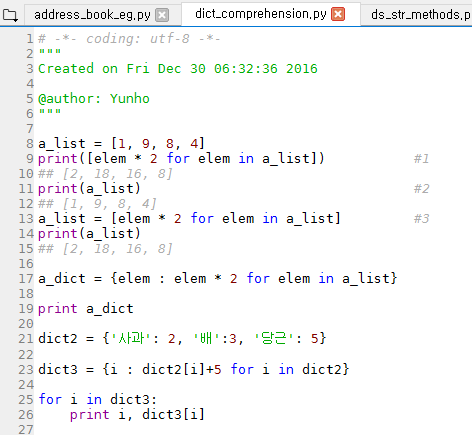 address_book_eg.py dict_comprehension.py ds_str_methods.p
1 # -*- coding: utf-8 -*-
2 """
3 Created on Fri Dec 30 06:32:36 2016
4
5 @author: Yunho
6 """
7
8 a_list = [1, 9, 8, 4]
9 print([elem * 2 for elem in a_list]) #1
10 ## [2, 18, 16, 8]
11 print(a_list) #2
12 ## [1, 9, 8, 4]
13 a_list = [elem * 2 for elem in a_list] #3
14 print(a_list)
15 ## [2, 18, 16, 8]
16
17 a_dict = {elem : elem * 2 for elem in a_list}
18
19 print a_dict
20
21 dict2 = {'사과': 2, '배':3, '당근': 5}
22
23 dict3 = {i : dict2[i]+5 for i in dict2}
24
25 for i in dict3:
26     print i, dict3[i]
27